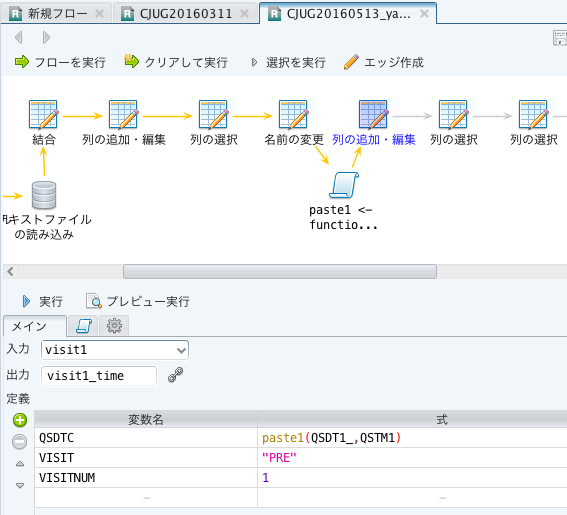 新規フロー
CJUG20160311
CJUG20160513_ya...
フローを実行
クリアして実行
選択を実行
エッジ作成
結合
列の追加・編集
列の選択
名前の変更
列の追加・編集
列の選択
列の選択
キストファイル
の読み込み
paste1 <-
functio...
実行
プレビュー実行
メイン
入力
visit1
出力
visit1_time
定義
変数名 式
QSDTC paste1(QSDT1_,QSTM1)
VISIT "PRE"
VISITNUM 1
– –